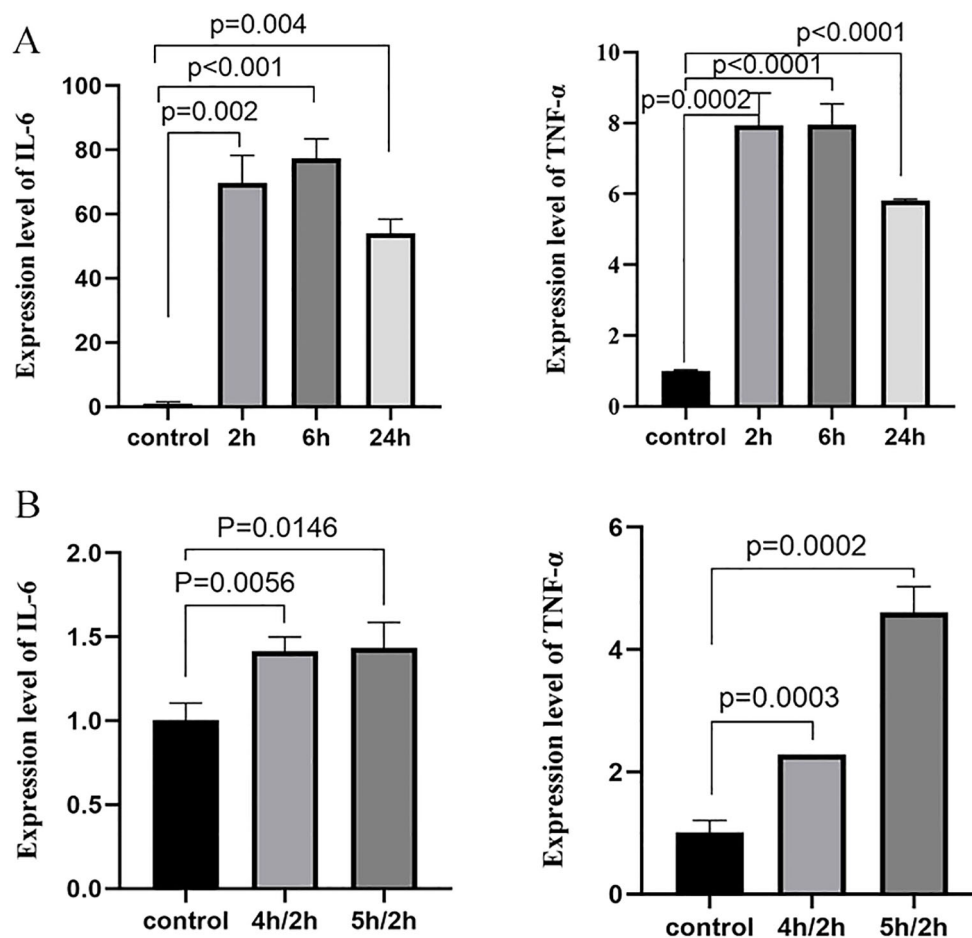 A
p=0.004
p<0.001
p=0.002
Expression level of IL-6
100
80
60
40
20
0
control 2h 6h 24h
p<0.0001
p<0.0001
p=0.0002
Expression level of TNF-α
10
8
6
4
2
0
control 2h 6h 24h
B
P=0.0146
P=0.0056
Expression level of IL-6
2.0
1.5
1.0
0.5
0.0
control 4h/2h 5h/2h
p=0.0002
p=0.0003
Expression level of TNF-α
6
4
2
0
control 4h/2h 5h/2h